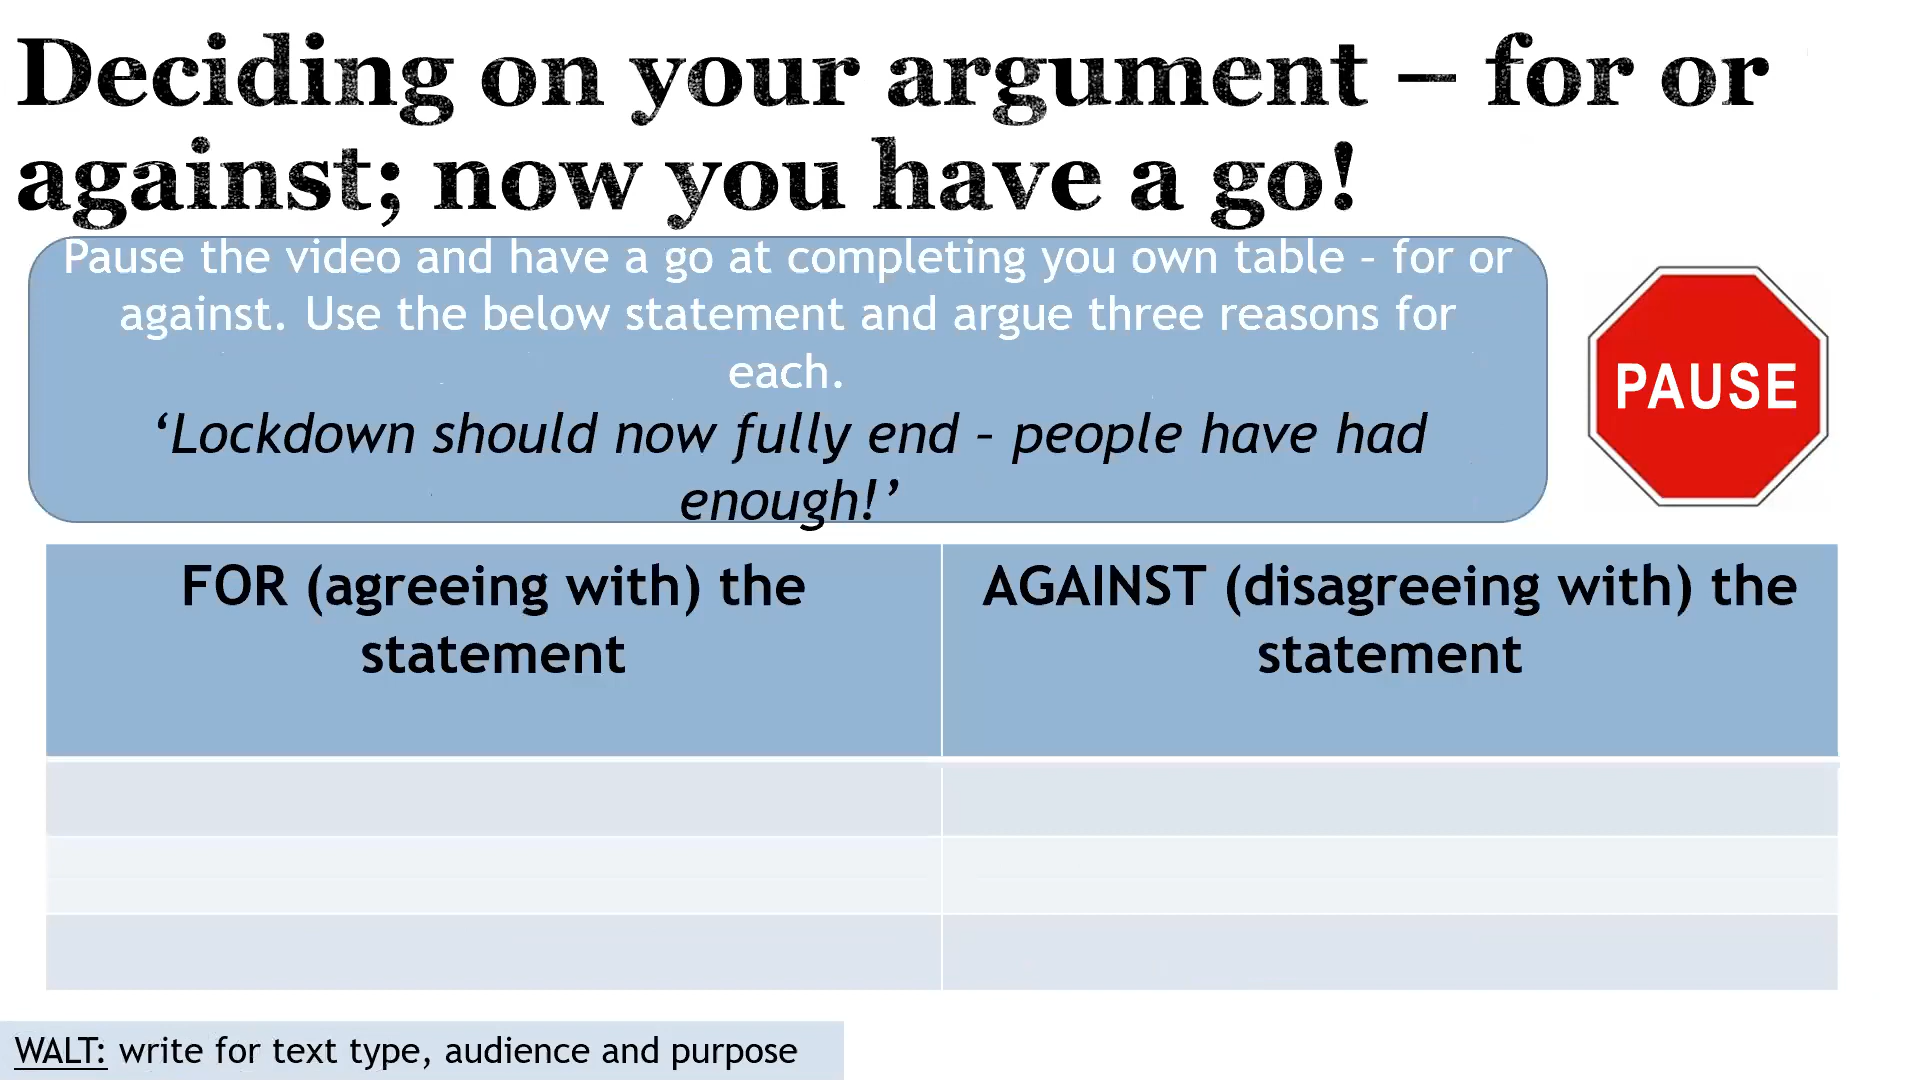 Deciding on your argument – for or
against; now you have a go!
Pause the video and have a go at completing you own table – for or
against. Use the below statement and argue three reasons for
each.
‘Lockdown should now fully end – people have had
enough!’
PAUSE
FOR (agreeing with) the
statement
AGAINST (disagreeing with) the
statement
WALT: write for text type, audience and purpose